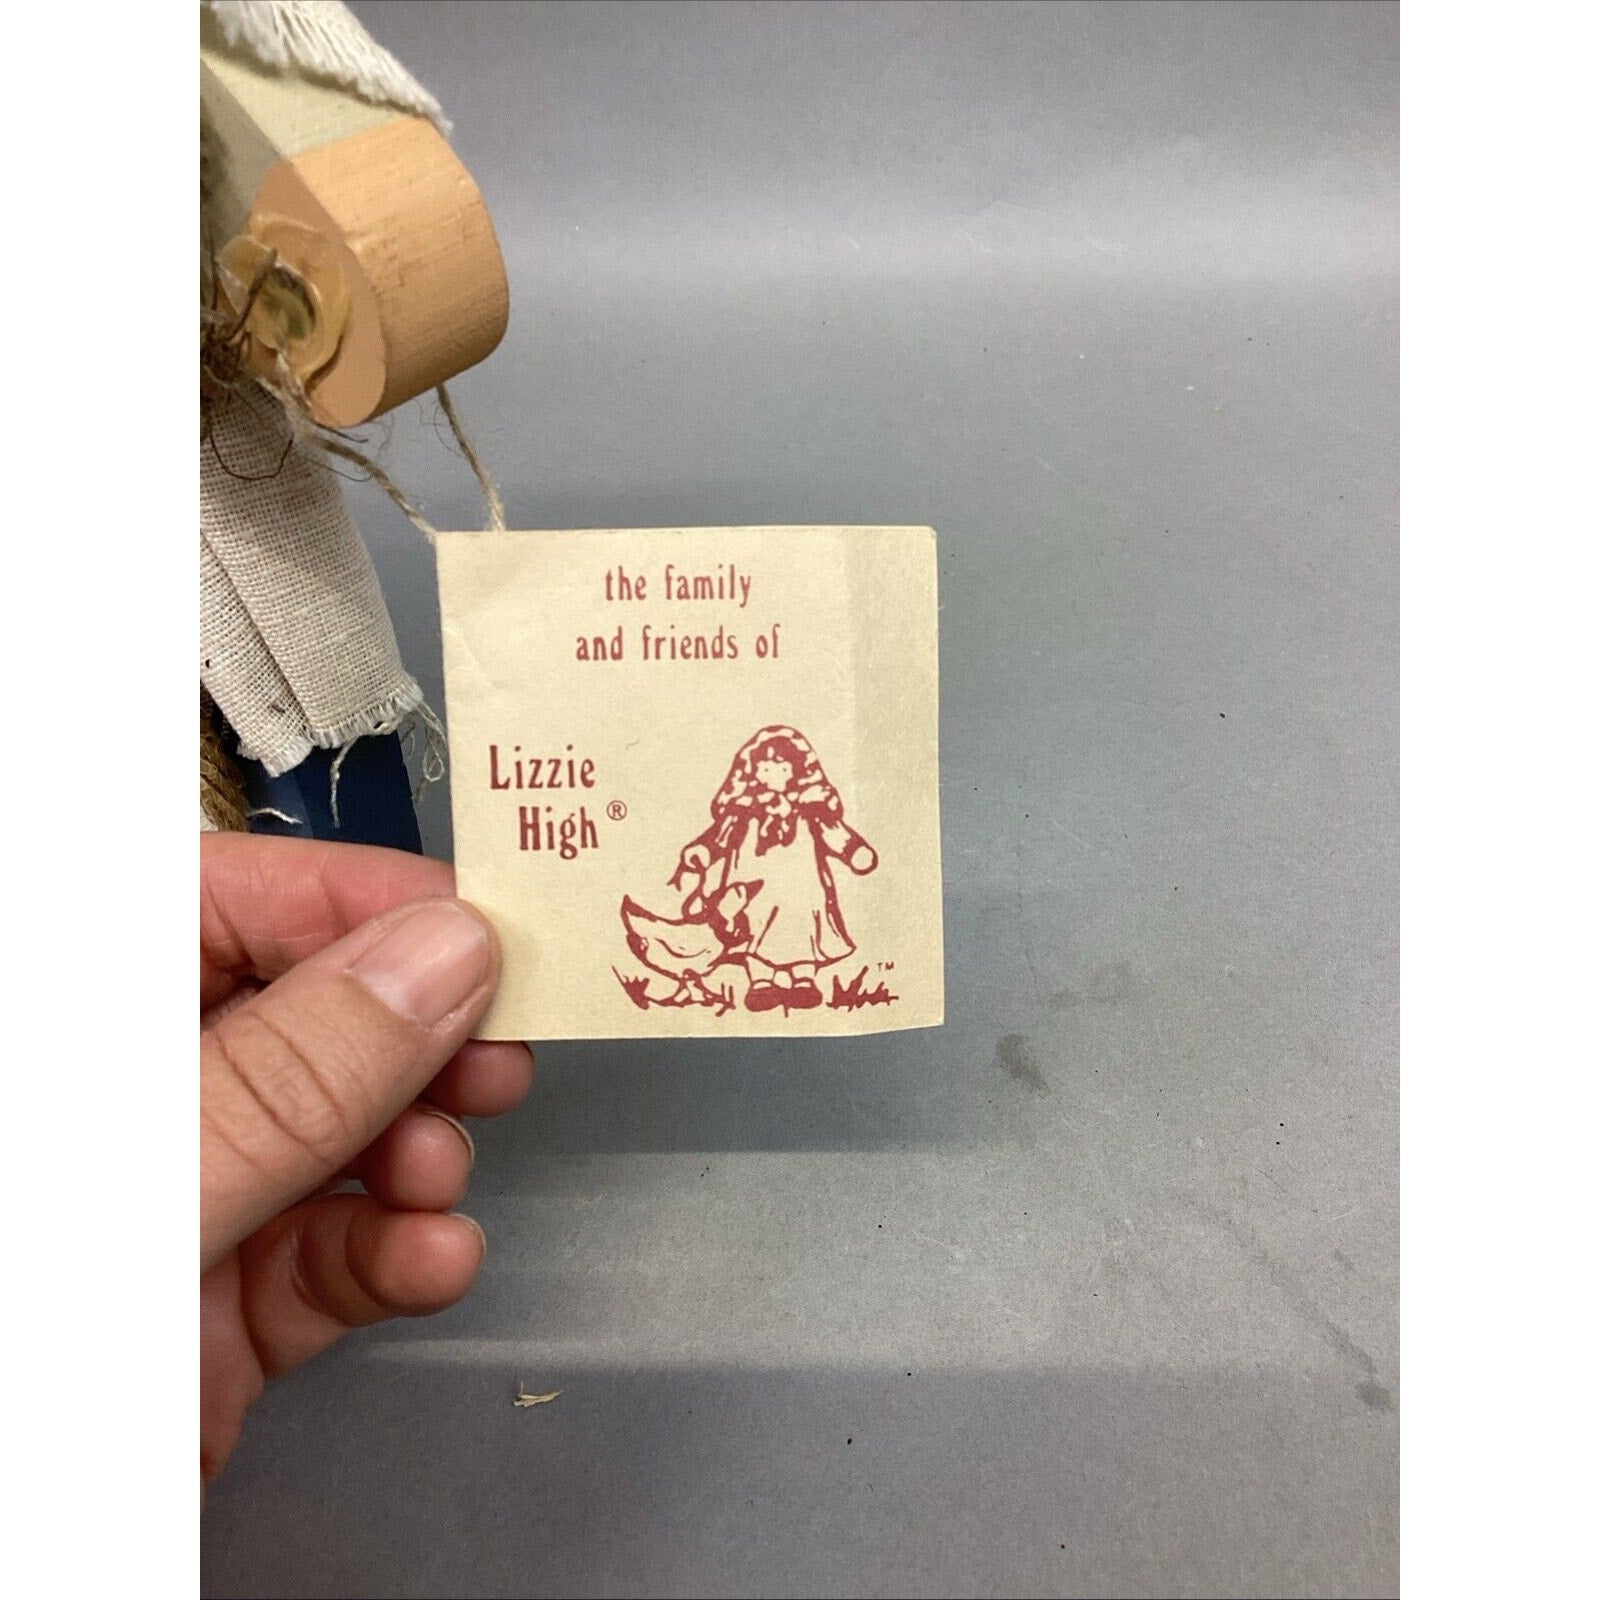 the family
and friends of
Lizzie
High®
™